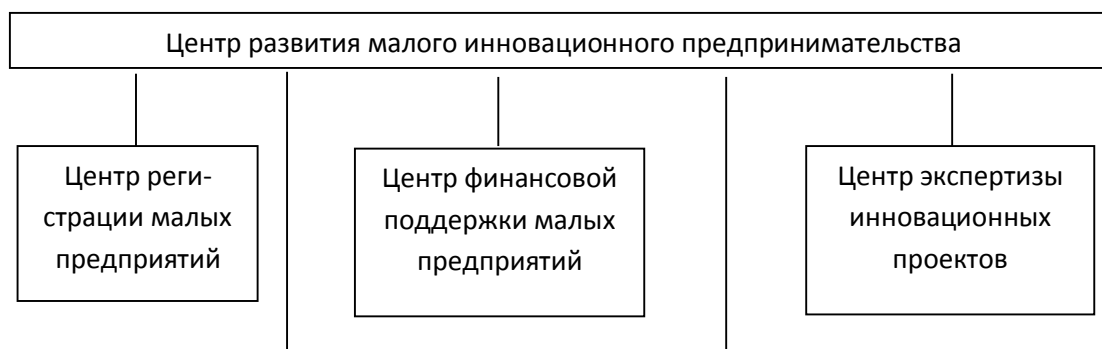 Центр развития малого инновационного предпринимательства
Центр реги-
страции малых
предприятий
Центр финансовой
поддержки малых
предприятий
Центр экспертизы
инновационных
проектов